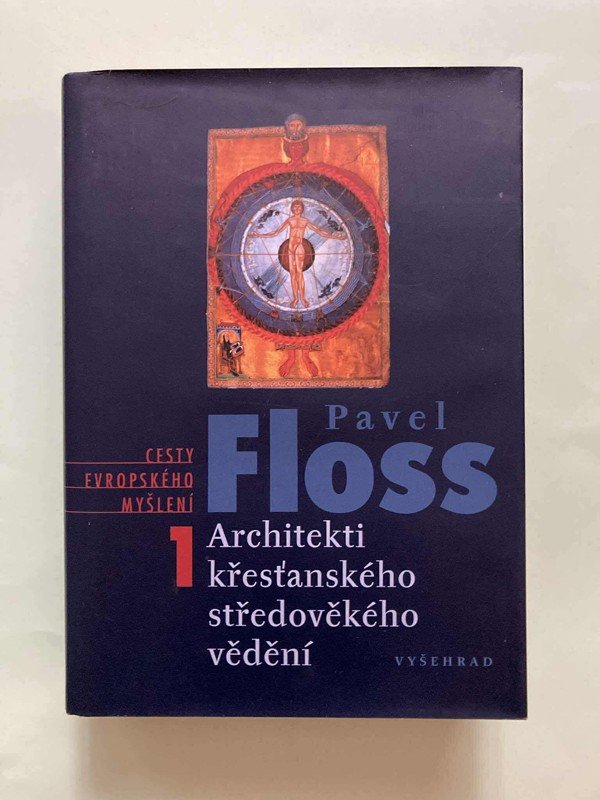 Pavel
Floss
CESTY
EVROPSKÉHO
MYŠLENÍ
1
Architekti
křesťanského
středověkého
vědění
VYŠEHRAD